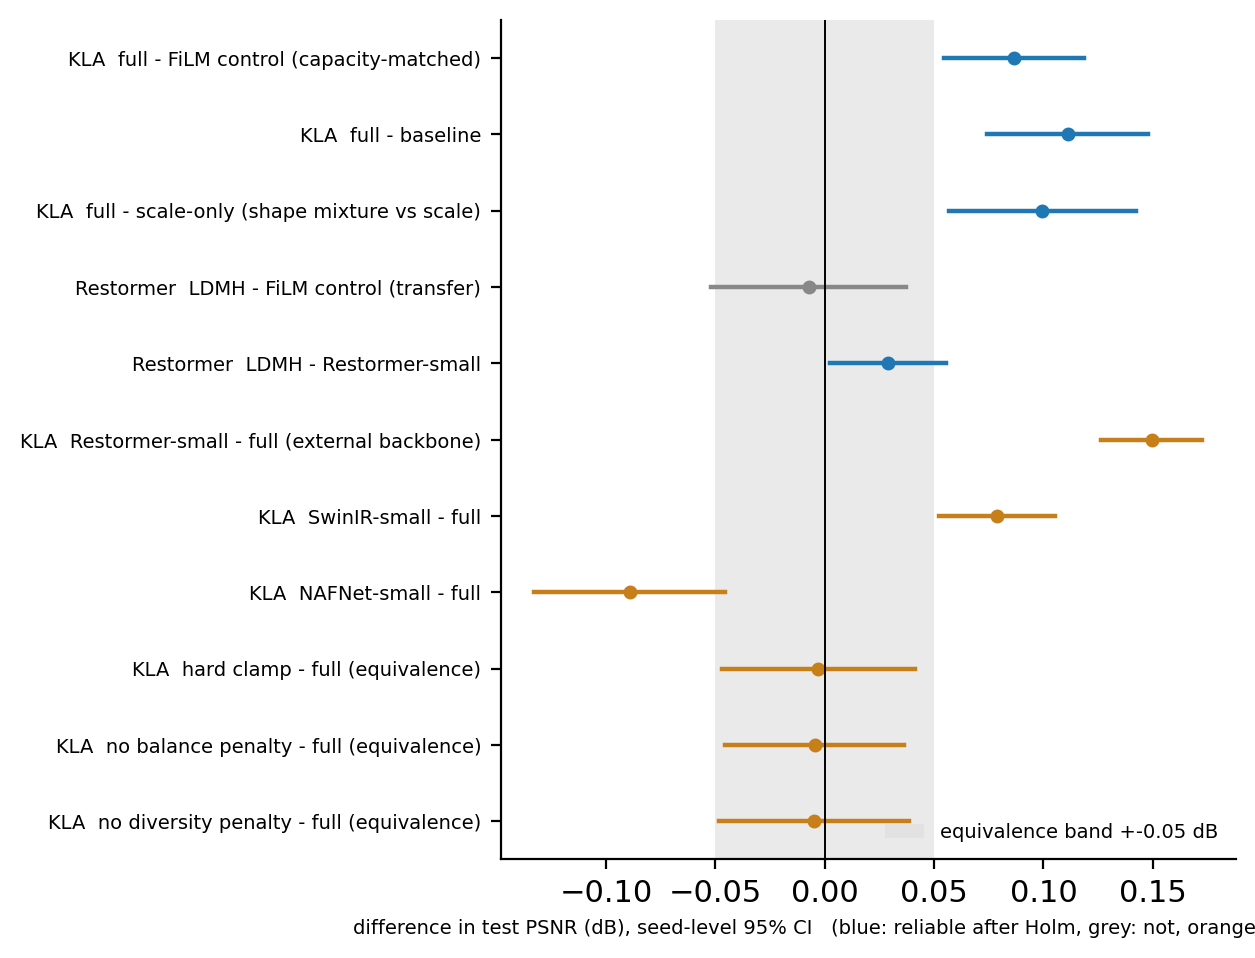 KLA  full - FiLM control (capacity-matched)
KLA  full - baseline
KLA  full - scale-only (shape mixture vs scale)
Restormer  LDMH - FiLM control (transfer)
Restormer  LDMH - Restormer-small
KLA  Restormer-small - full (external backbone)
KLA  SwinIR-small - full
KLA  NAFNet-small - full
KLA  hard clamp - full (equivalence)
KLA  no balance penalty - full (equivalence)
KLA  no diversity penalty - full (equivalence)
equivalence band +-0.05 dB
−0.10 −0.05 0.00 0.05 0.10 0.15
difference in test PSNR (dB), seed-level 95% CI   (blue: reliable after Holm, grey: not, orange